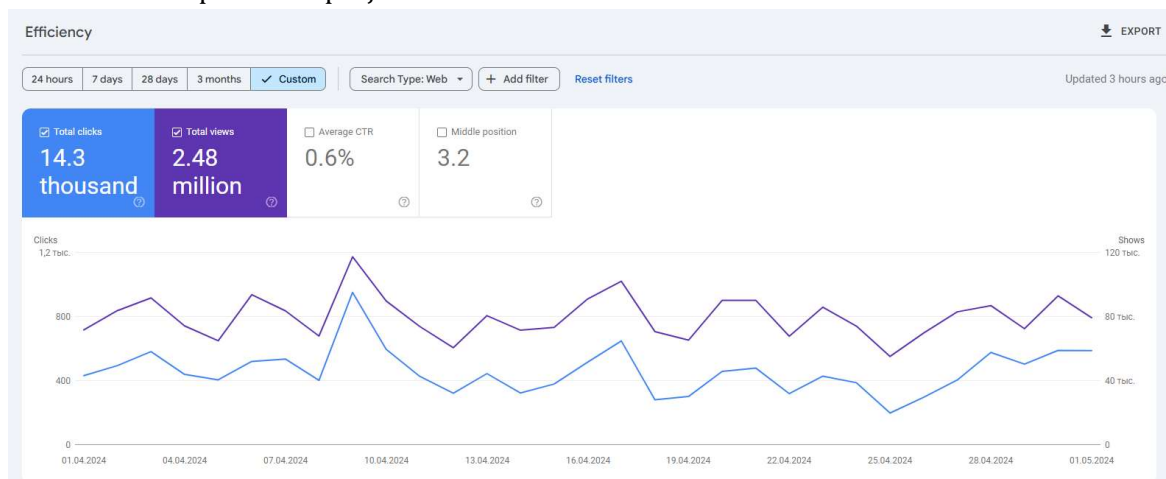 Efficiency
EXPORT
24 hours 7 days 28 days 3 months Custom Search Type: Web + Add filter Reset filters Updated 3 hours ago
Total clicks Total views Average CTR Middle position
14.3 thousand 2.48 million 0.6% 3.2
Clicks Shows
1,2 тыс. 120 тыс.
800 80 тыс.
400 40 тыс.
0 0
01.04.2024 04.04.2024 07.04.2024 10.04.2024 13.04.2024 16.04.2024 19.04.2024 22.04.2024 25.04.2024 28.04.2024 01.05.2024